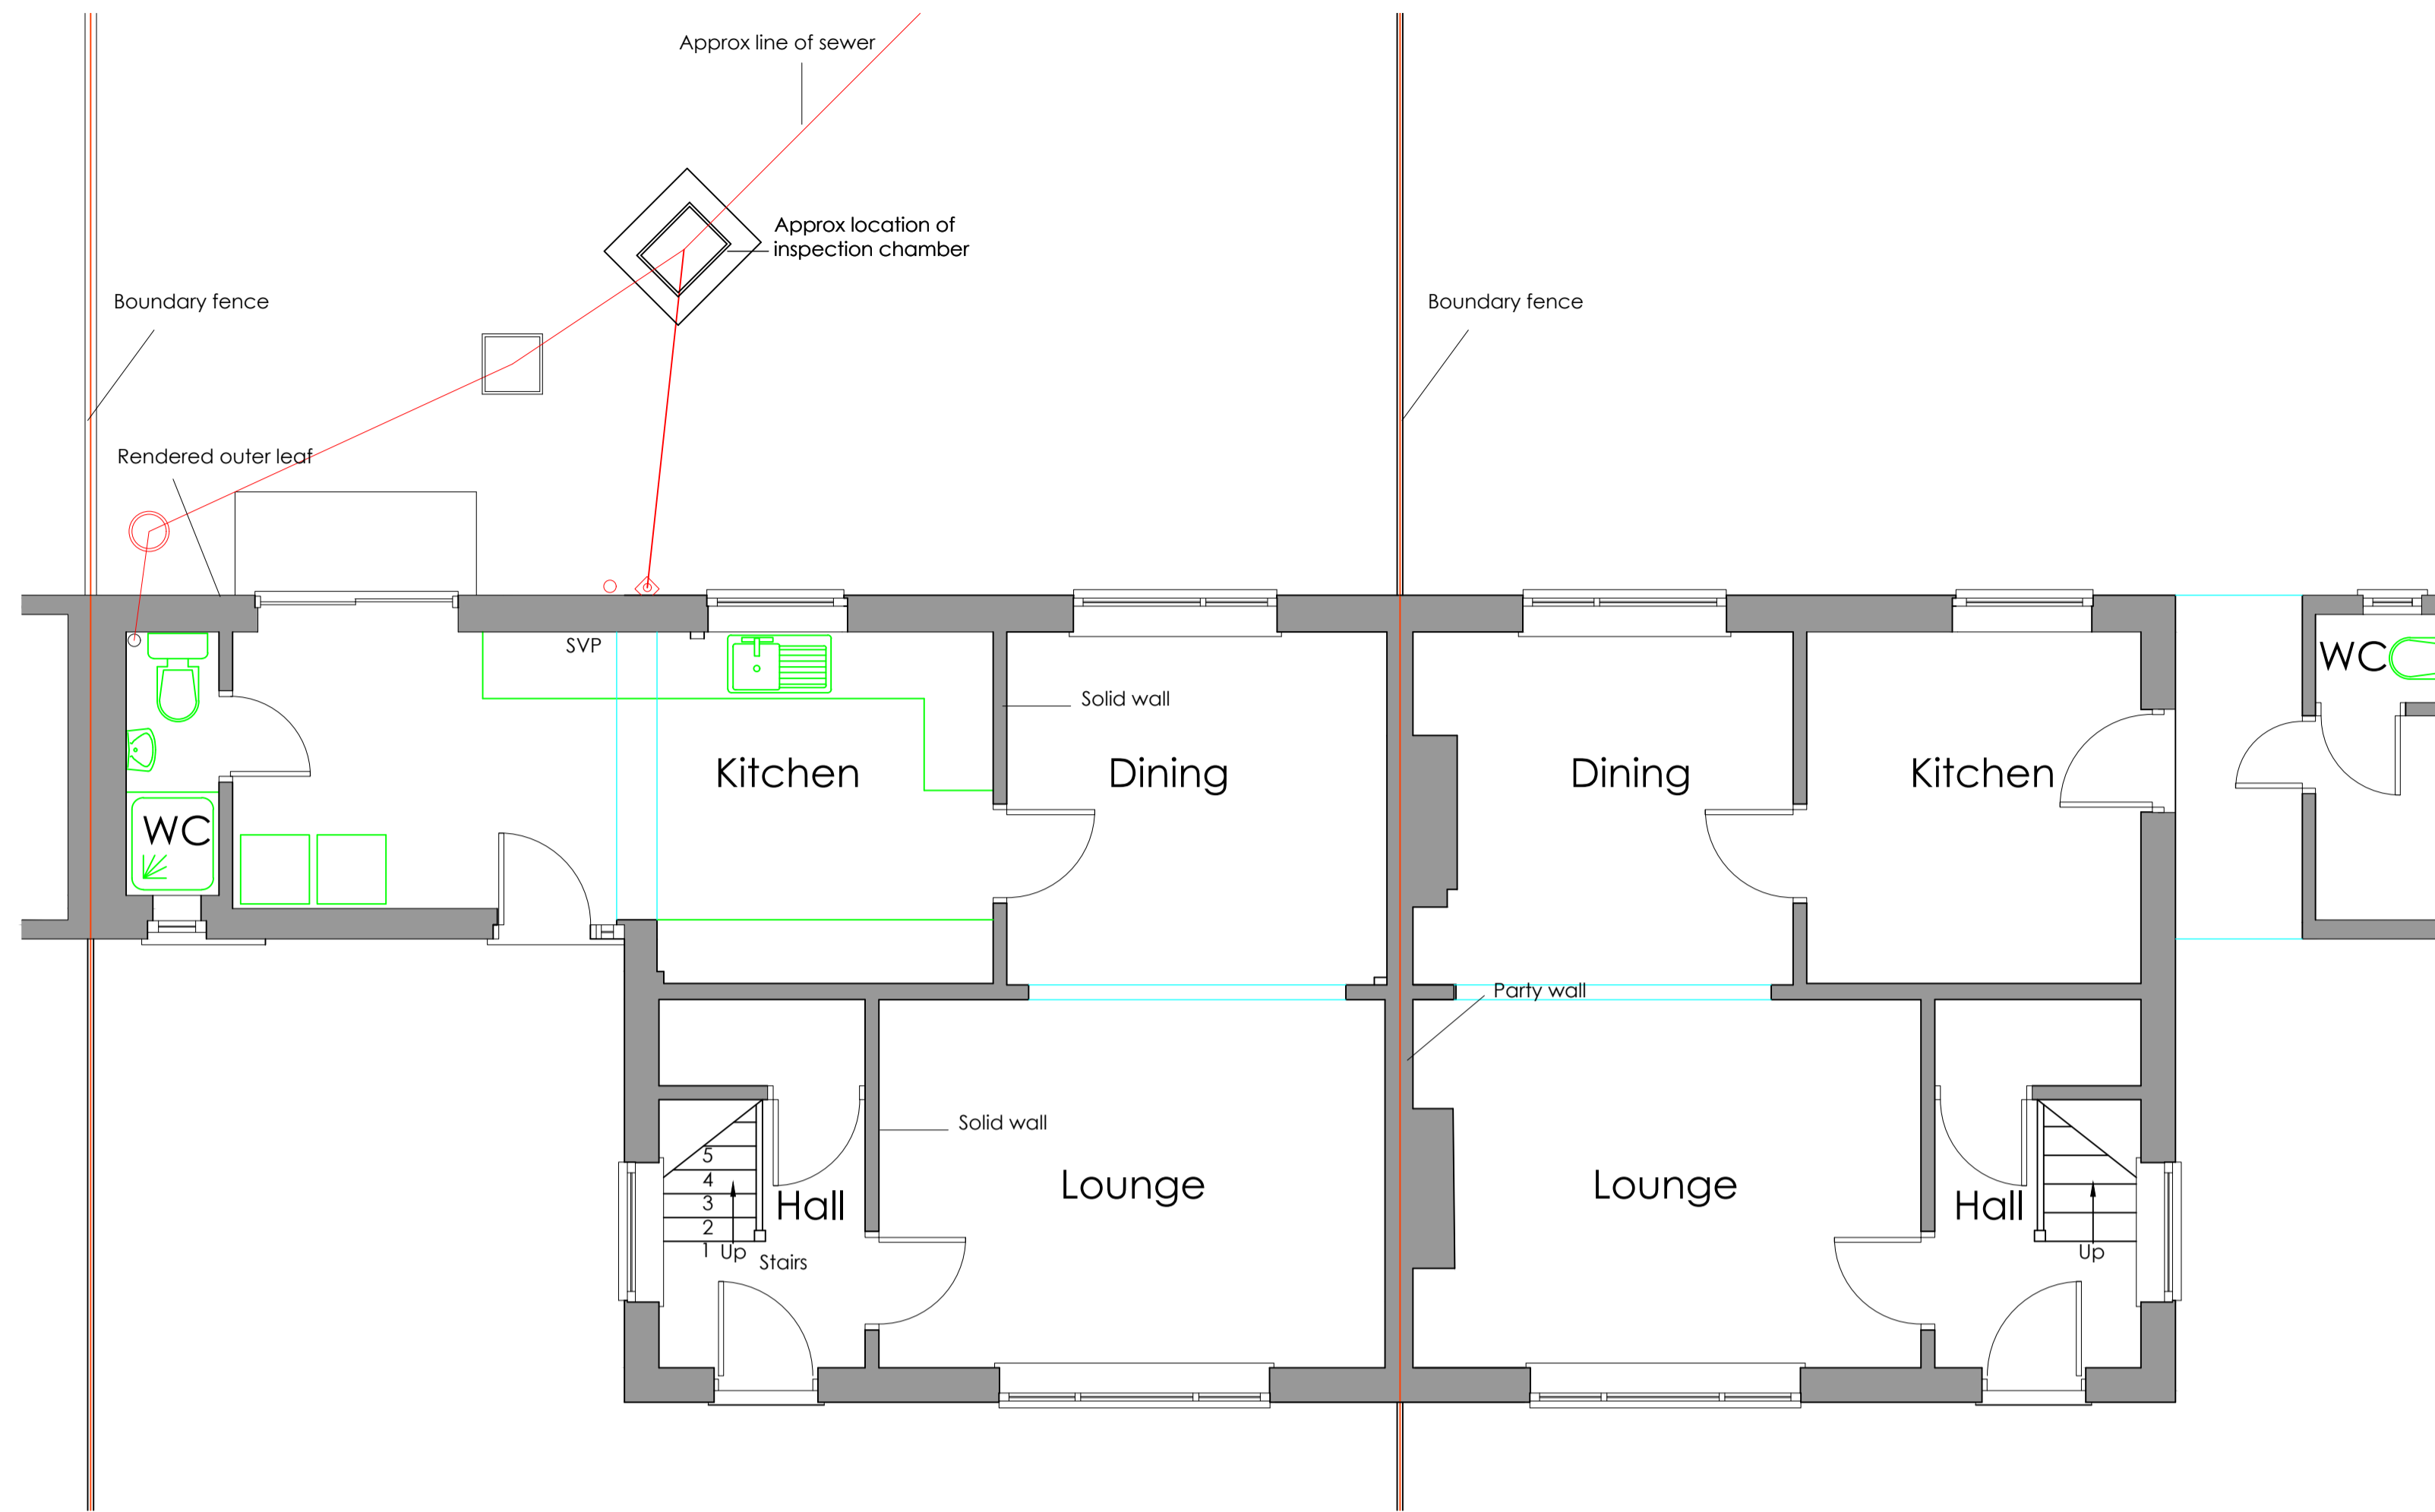 Approx line of sewer
Approx location of
inspection chamber
Boundary fence
Boundary fence
Rendered outer leaf
SVP
WC
Solid wall
Kitchen
Dining
Dining
Kitchen
WC
Party wall
Solid wall
5
4
3
2
1 Up
Stairs
Hall
Lounge
Lounge
Hall
Up